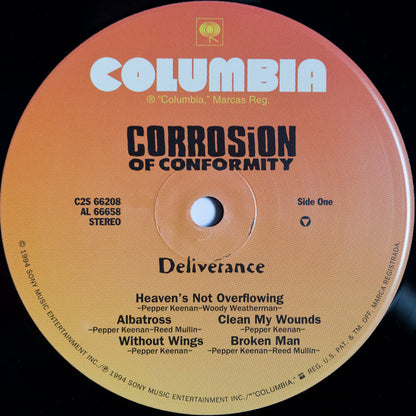 COLUMBIA
® "Columbia," Marcas Reg.
CORROSiON
OF CONFORMITY
C2S 66208
AL 66658
STEREO
Side One
Deliverance
Heaven's Not Overflowing
–Pepper Keenan–Woody Weatherman–
Albatross
–Pepper Keenan–Reed Mullin–
Clean My Wounds
–Pepper Keenan–
Without Wings
–Pepper Keenan–
Broken Man
–Pepper Keenan–Reed Mullin–
© 1994 SONY MUSIC ENTERTAINMENT INC./℗ 1994 SONY MUSIC ENTERTAINMENT INC./"COLUMBIA," REG. U.S. PAT. & TM. OFF. MARCA REGISTRADA.